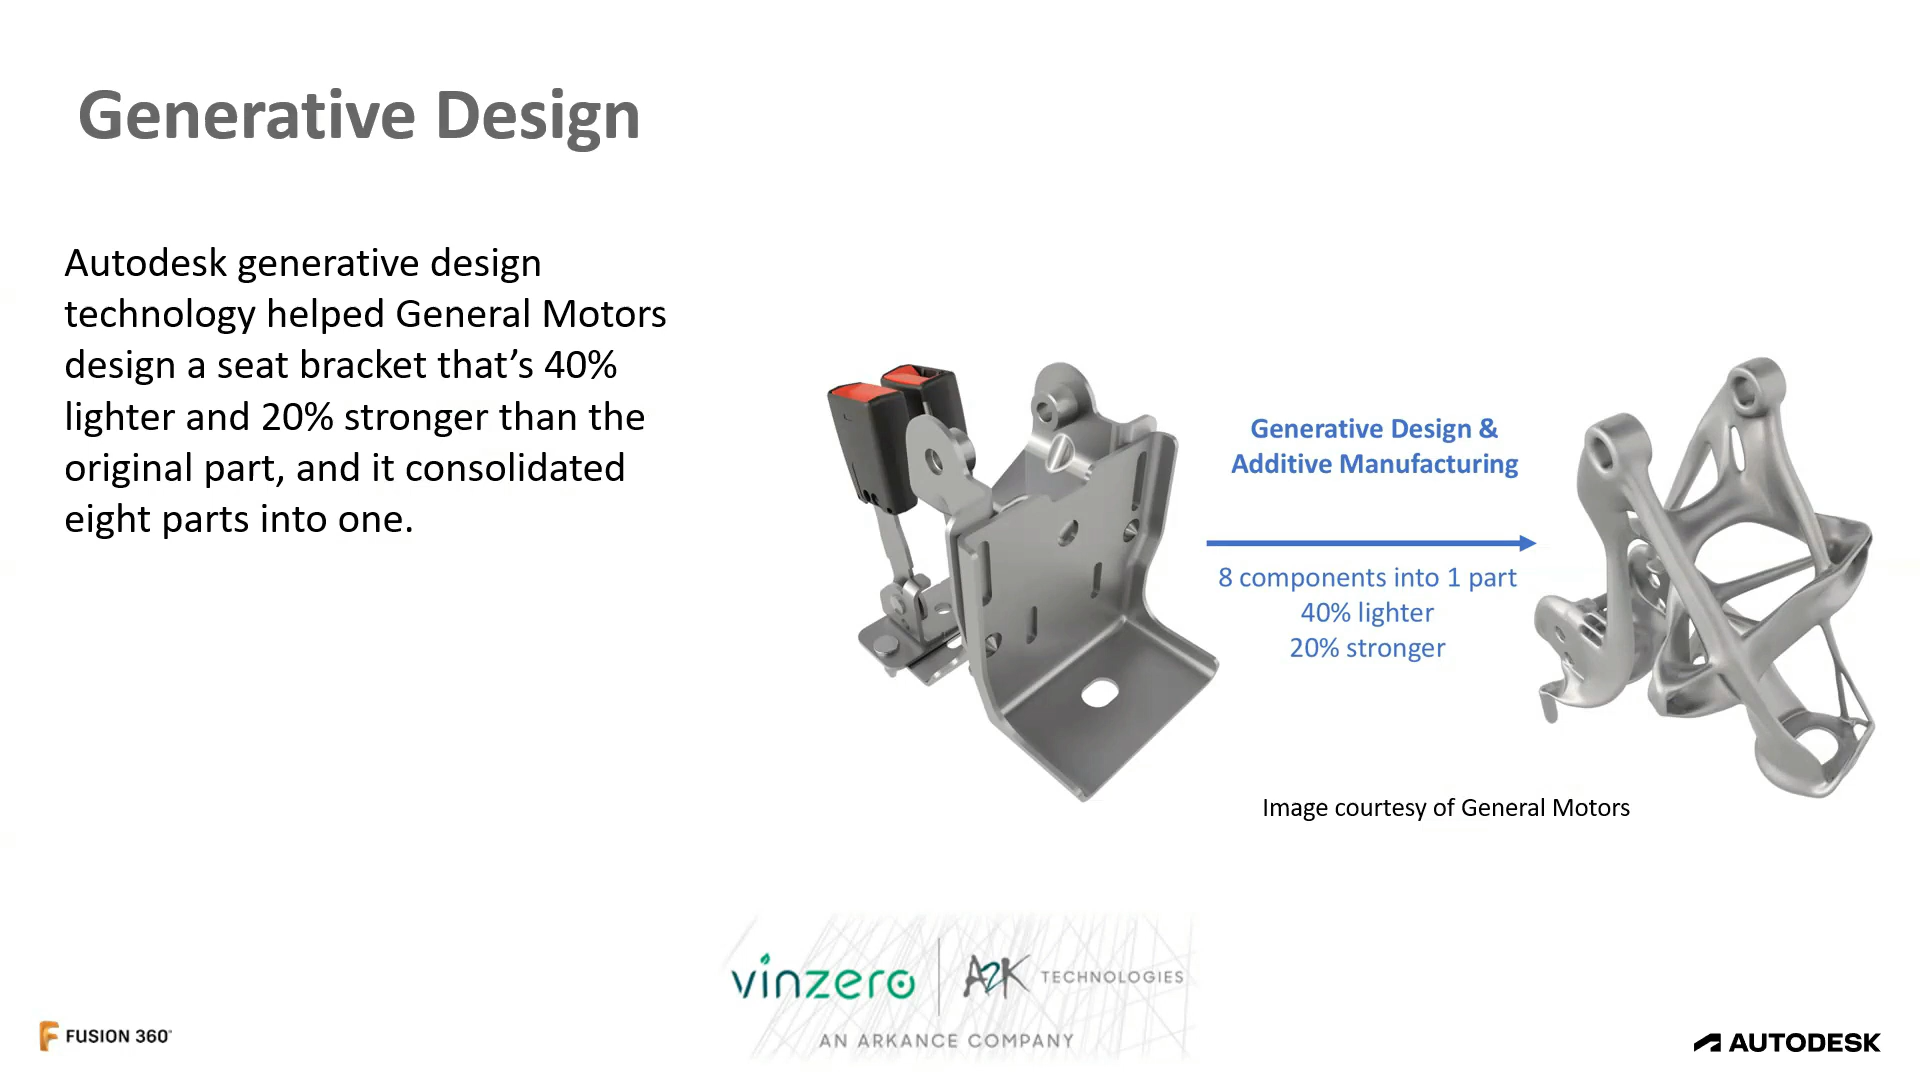 Generative Design
Autodesk generative design
technology helped General Motors
design a seat bracket that’s 40%
lighter and 20% stronger than the
original part, and it consolidated
eight parts into one.
Generative Design &
Additive Manufacturing
8 components into 1 part
40% lighter
20% stronger
Image courtesy of General Motors
vinzero
A2K TECHNOLOGIES
AN ARKANCE COMPANY
F FUSION 360™
AUTODESK